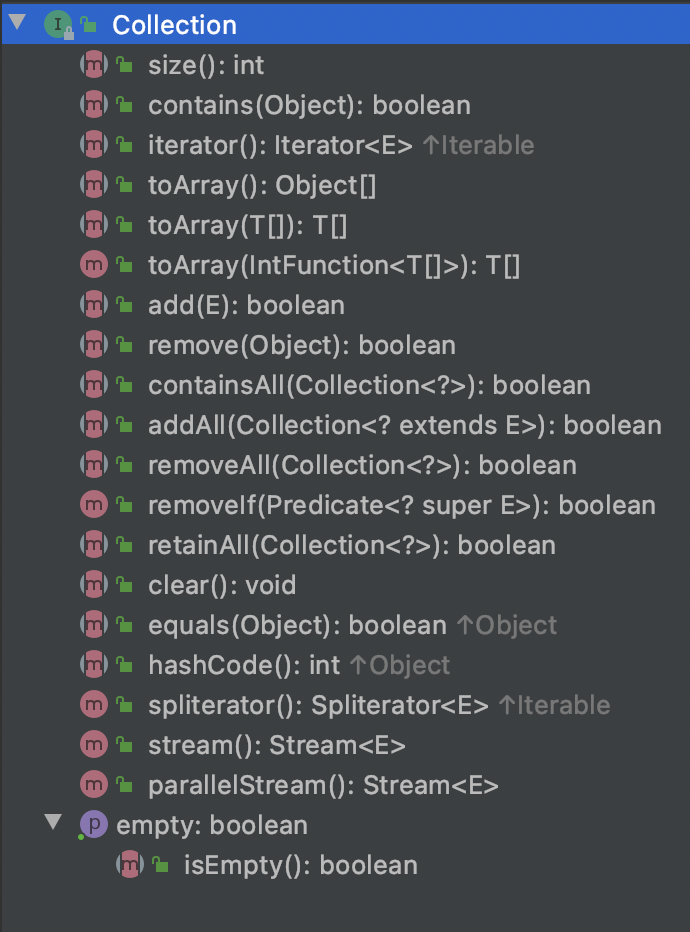 Collection
size(): int
contains(Object): boolean
iterator(): Iterator<E> ↑Iterable
toArray(): Object[]
toArray(T[]): T[]
toArray(IntFunction<T[]>): T[]
add(E): boolean
remove(Object): boolean
containsAll(Collection<?>): boolean
addAll(Collection<? extends E>): boolean
removeAll(Collection<?>): boolean
removeIf(Predicate<? super E>): boolean
retainAll(Collection<?>): boolean
clear(): void
equals(Object): boolean ↑Object
hashCode(): int ↑Object
spliterator(): Spliterator<E> ↑Iterable
stream(): Stream<E>
parallelStream(): Stream<E>
empty: boolean
isEmpty(): boolean